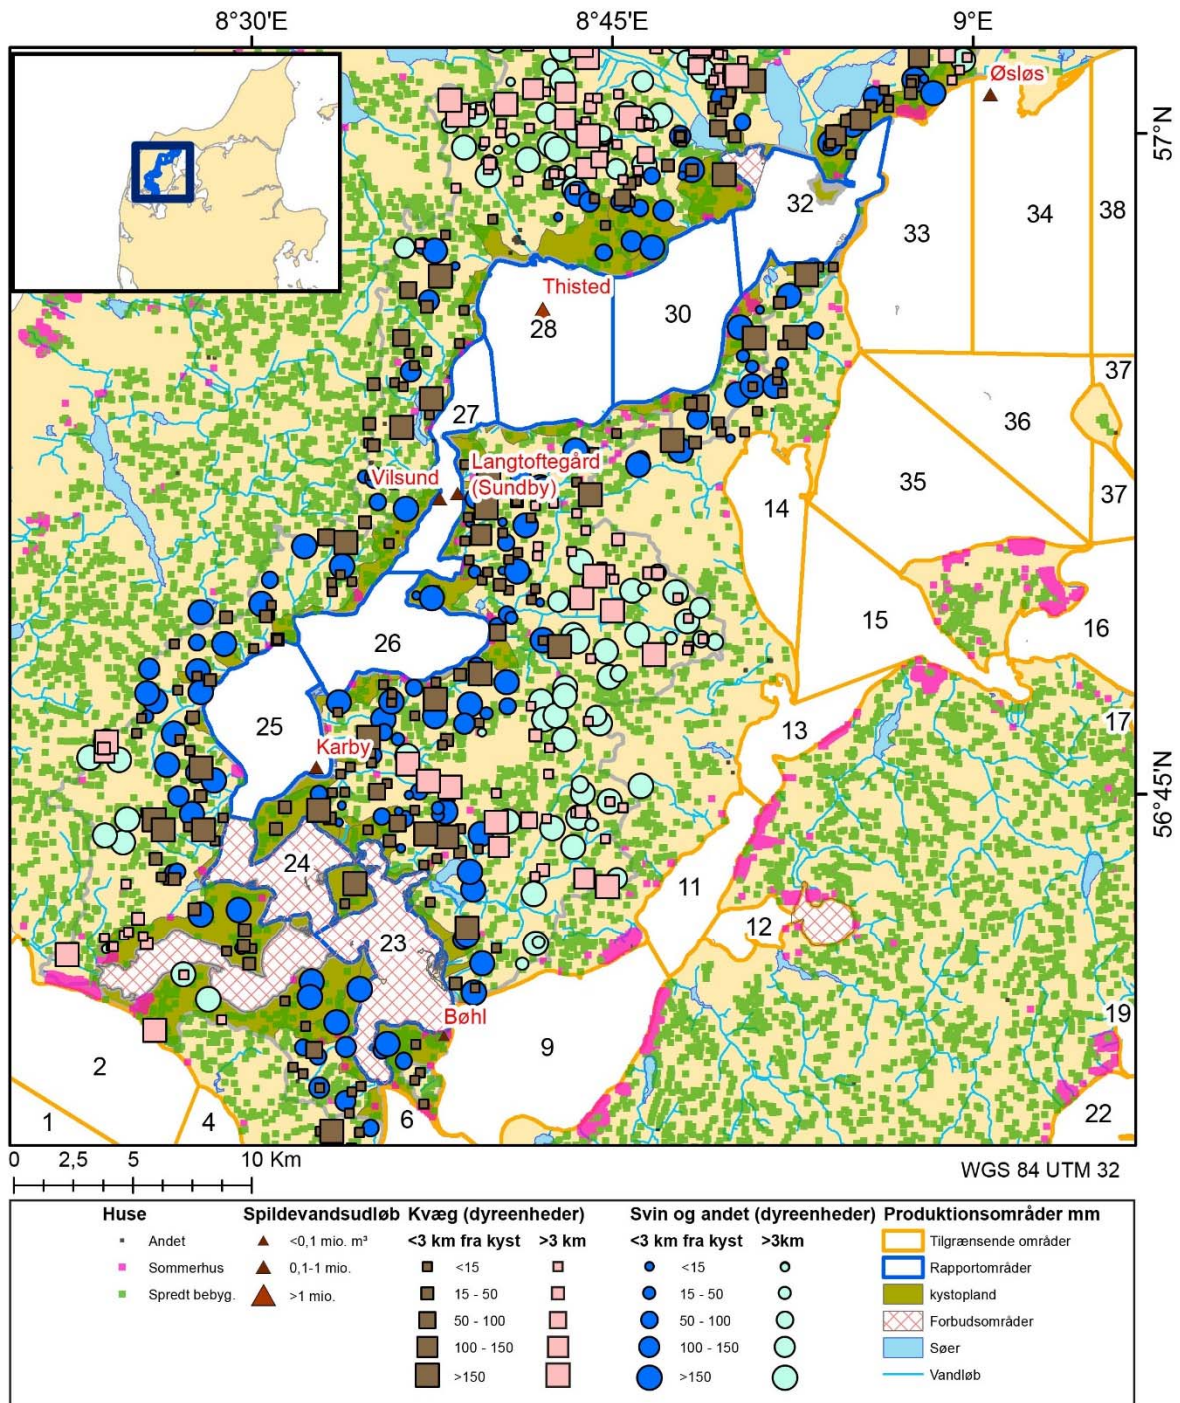 8°30'E 8°45'E 9°E
Øsløs
57°N
32
33
34
38
Thisted
28
30
37
27
36
Langtoftegård
(Sundby)
Vilsund
35
14
37
15
16
26
25
13
17
Karby
56°45'N
24
11
12
23
Bøhl
19
9
2
1
4
6
22
0 2,5 5 10 Km
WGS 84 UTM 32
Huse
Andet
Sommerhus
Spredt bebyg.
Spildevandsudløb
<0,1 mio. m³
0,1-1 mio.
>1 mio.
Kvæg (dyreenheder)
<3 km fra kyst >3 km
<15
15 - 50
50 - 100
100 - 150
>150
Svin og andet (dyreenheder)
<3 km fra kyst >3km
<15
15 - 50
50 - 100
100 - 150
>150
Produktionsområder mm
Tilgrænsende områder
Rapportområder
kystopland
Forbudsområder
Søer
Vandløb